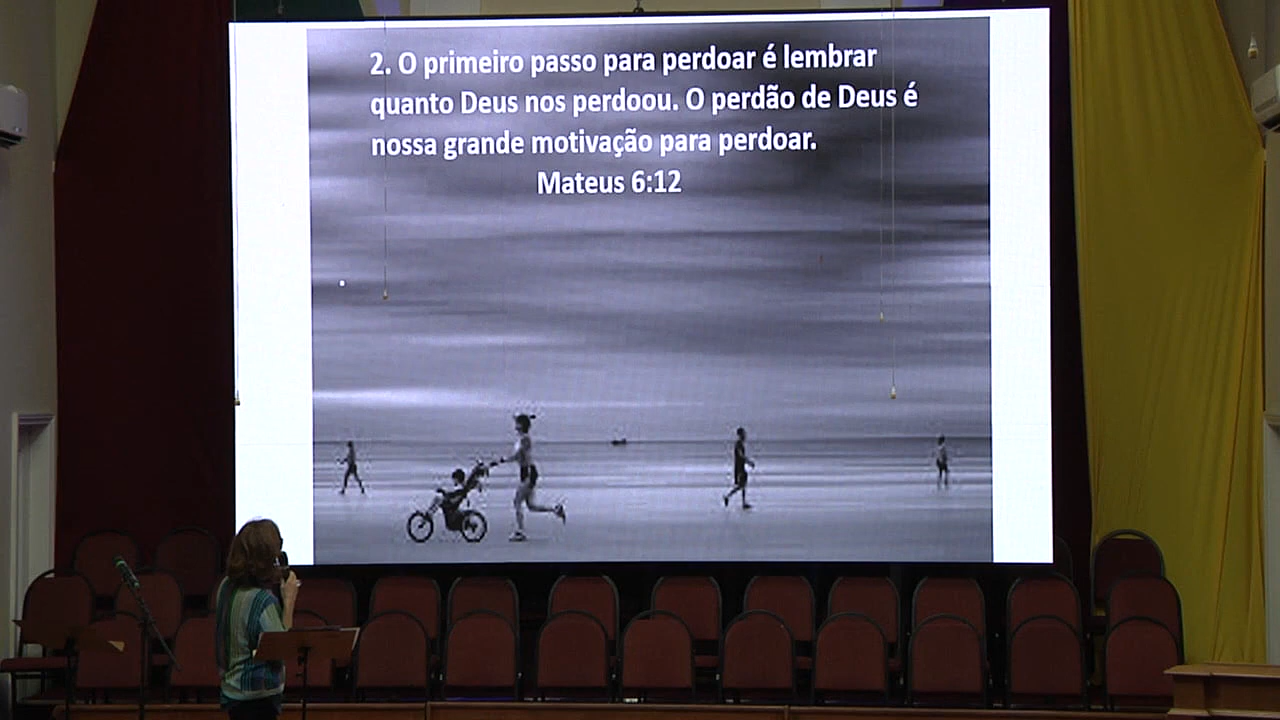 2. O primeiro passo para perdoar é lembrar
quanto Deus nos perdoou. O perdão de Deus é
nossa grande motivação para perdoar.
Mateus 6:12